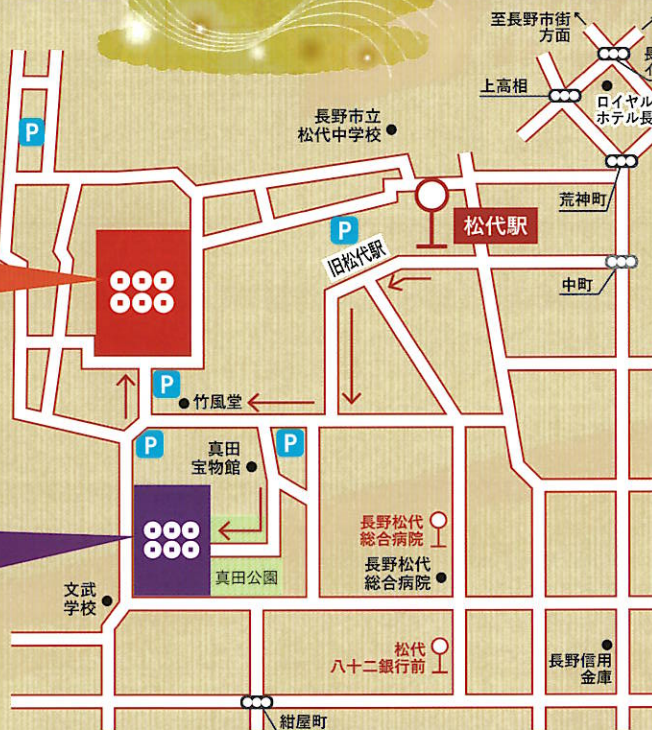 至長野市街
方面
上高相
ロイヤル
ホテル長
長野市立
松代中学校
P
荒神町
松代駅
P
旧松代駅
中町
P
竹風堂
P
P
真田
宝物館
長野松代
総合病院
長野松代
総合病院
真田公園
文武
学校
松代
八十二銀行前
長野信用
金庫
紺屋町